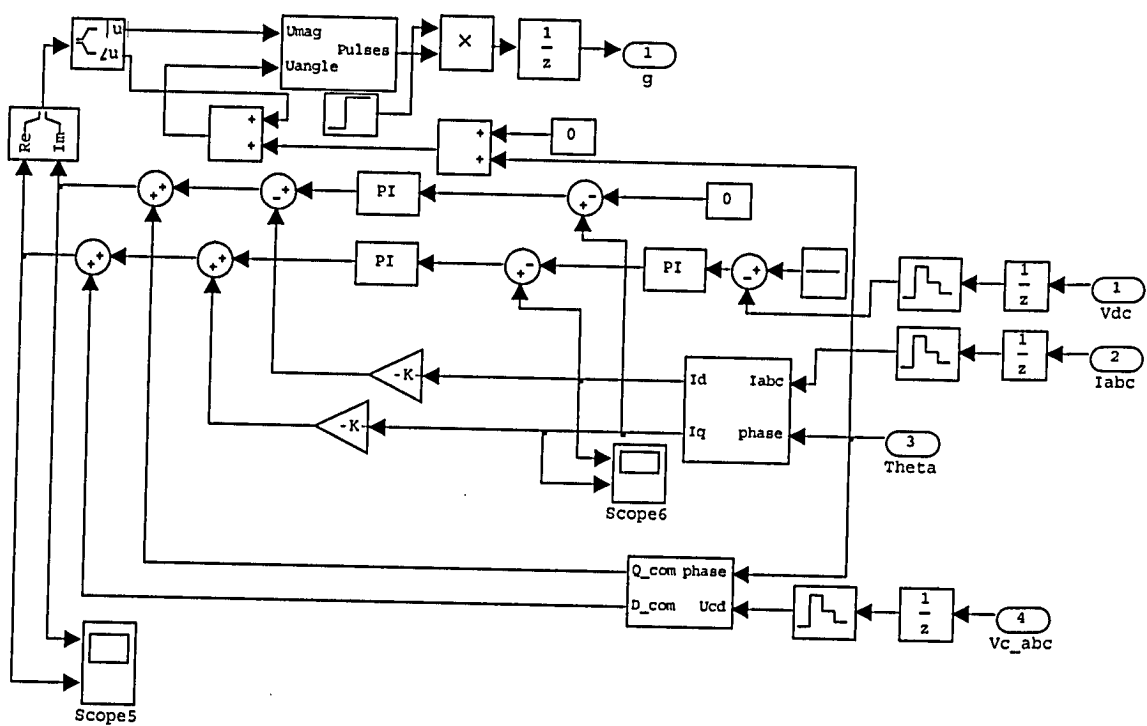 |u|
∠u
Umag
Uangle
Pulses
×
1
z
1
g
Re
Im
+
+
+
+
0
+
+
+
-
PI
-
+
0
+
+
+
+
PI
-
+
PI
+
-
1
z
1
Vdc
1
z
2
Iabc
-K-
Id
Iabc
-K-
Iq
phase
3
Theta
Scope6
Q_com
phase
D_com
Ucd
1
z
4
Vc_abc
Scope5